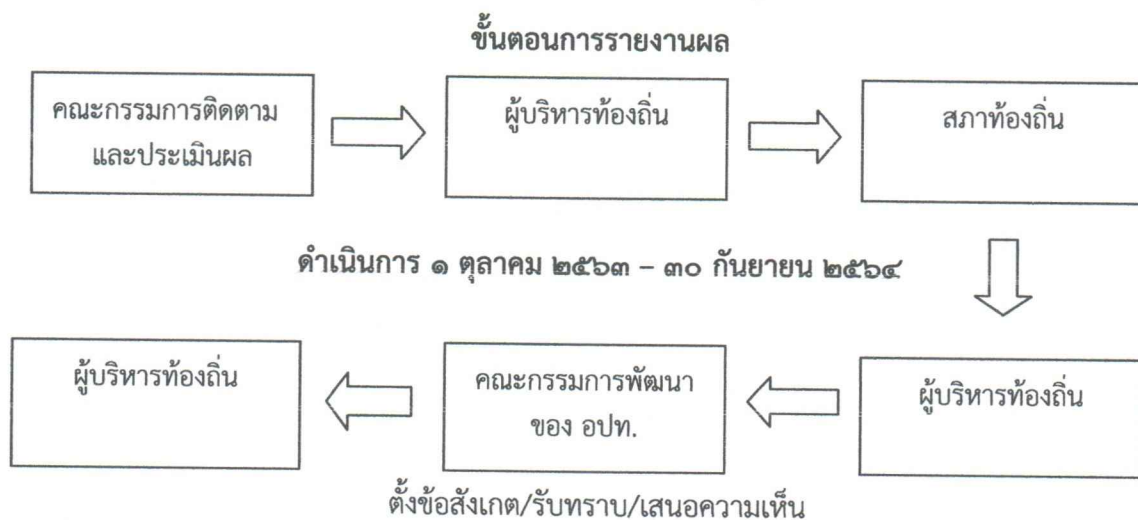 ขั้นตอนการรายงานผล
คณะกรรมการติดตาม
และประเมินผล
ผู้บริหารท้องถิ่น
สภาท้องถิ่น
ดำเนินการ ๑ ตุลาคม ๒๕๖๓ – ๓๐ กันยายน ๒๕๖๔
ผู้บริหารท้องถิ่น
คณะกรรมการพัฒนา
ของ อปท.
ผู้บริหารท้องถิ่น
ตั้งข้อสังเกต/รับทราบ/เสนอความเห็น